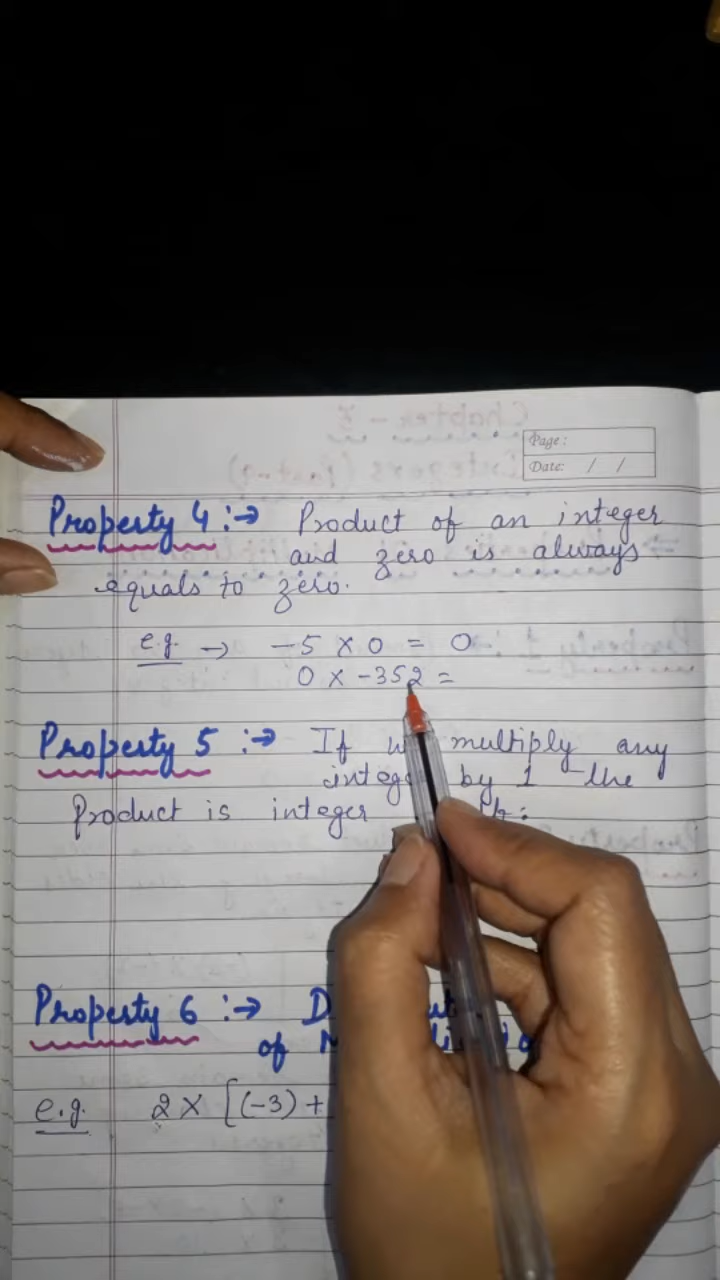 Page:
Date: / /
Property 4 :→ Product of an integer
and zero is always
equals to zero.
e.g. → -5 × 0 = 0
0 × -352 =
Property 5 :→ If multiply any
by 1 the
Product is integer
Property 6 :→
of
e.g. 2 × [(-3) +